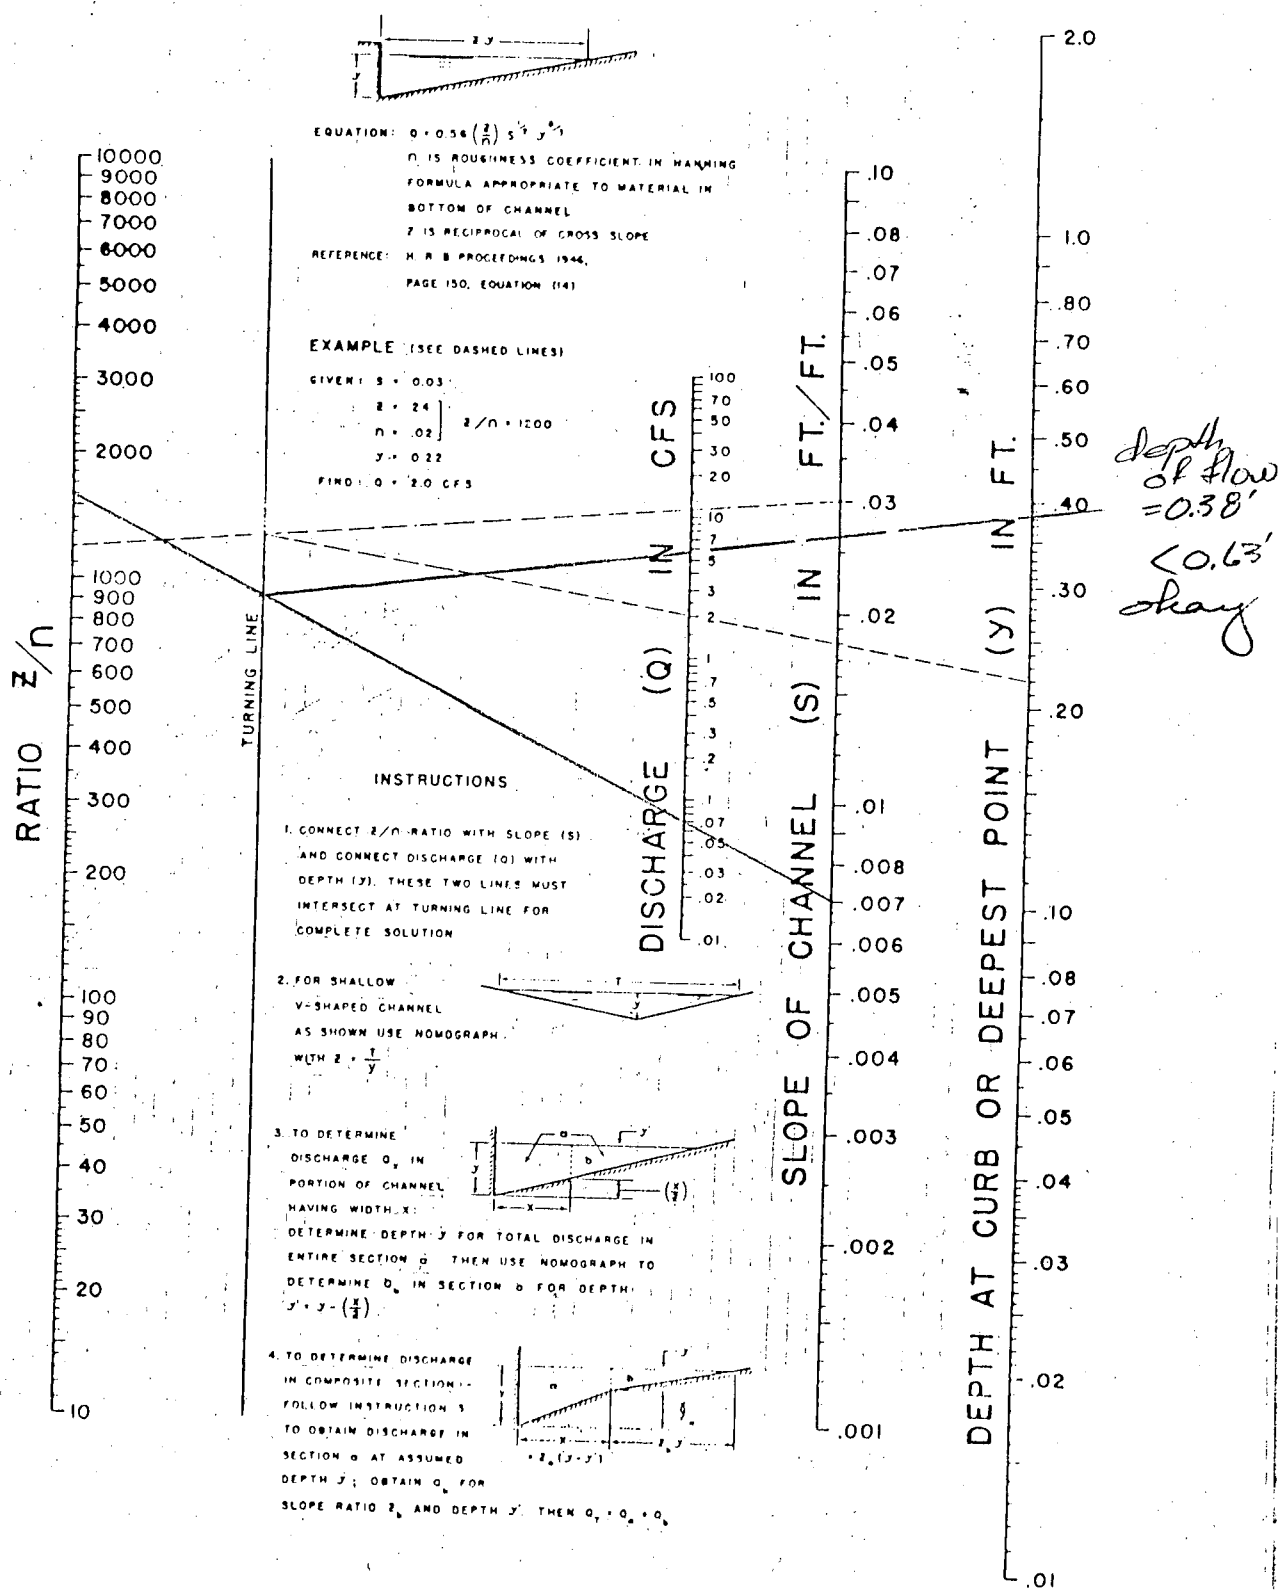 z y
y
EQUATION: Q = 0.56 (z/n) s^1/2 y^8/3
n IS ROUGHNESS COEFFICIENT IN MANNING
FORMULA APPROPRIATE TO MATERIAL IN
BOTTOM OF CHANNEL
Z IS RECIPROCAL OF CROSS SLOPE
REFERENCE: H R B PROCEEDINGS 1946,
PAGE 150, EQUATION (14)
EXAMPLE (SEE DASHED LINES)
GIVEN: S = 0.03
z = 24
n = .02
z/n = 1200
y = 0.22
FIND: Q = 2.0 CFS
RATIO Z/n
10000
9000
8000
7000
6000
5000
4000
3000
2000
1000
900
800
700
600
500
400
300
200
100
90
80
70
60
50
40
30
20
10
TURNING LINE
INSTRUCTIONS
1. CONNECT z/n RATIO WITH SLOPE (S)
AND CONNECT DISCHARGE (Q) WITH
DEPTH (y). THESE TWO LINES MUST
INTERSECT AT TURNING LINE FOR
COMPLETE SOLUTION
2. FOR SHALLOW
V-SHAPED CHANNEL
AS SHOWN USE NOMOGRAPH
WITH z = T/y
T
y
3. TO DETERMINE
DISCHARGE Qx IN
PORTION OF CHANNEL
HAVING WIDTH X:
DETERMINE DEPTH y FOR TOTAL DISCHARGE IN
ENTIRE SECTION a THEN USE NOMOGRAPH TO
DETERMINE Qb IN SECTION b FOR DEPTH
y' = y - (x/z)
a
y'
b
y
x
(x/z)
4. TO DETERMINE DISCHARGE
IN COMPOSITE SECTION:-
FOLLOW INSTRUCTION 3
TO OBTAIN DISCHARGE IN
SECTION a AT ASSUMED
DEPTH y; OBTAIN Qb FOR
SLOPE RATIO zb AND DEPTH y'. THEN QT = Qa + Qb
y'
b
y
x
zb y'
= za (y-y')
DISCHARGE (Q) IN CFS
100
70
50
30
20
10
7
5
3
2
1
.7
.5
.3
.2
.1
.07
.05
.03
.02
.01
SLOPE OF CHANNEL (S) IN FT./FT.
.10
.08
.07
.06
.05
.04
.03
.02
.01
.008
.007
.006
.005
.004
.003
.002
.001
DEPTH AT CURB OR DEEPEST POINT (y) IN FT.
2.0
1.0
.80
.70
.60
.50
.40
.30
.20
.10
.08
.07
.06
.05
.04
.03
.02
.01
depth
of flow
=0.38'
<0.63'
okay